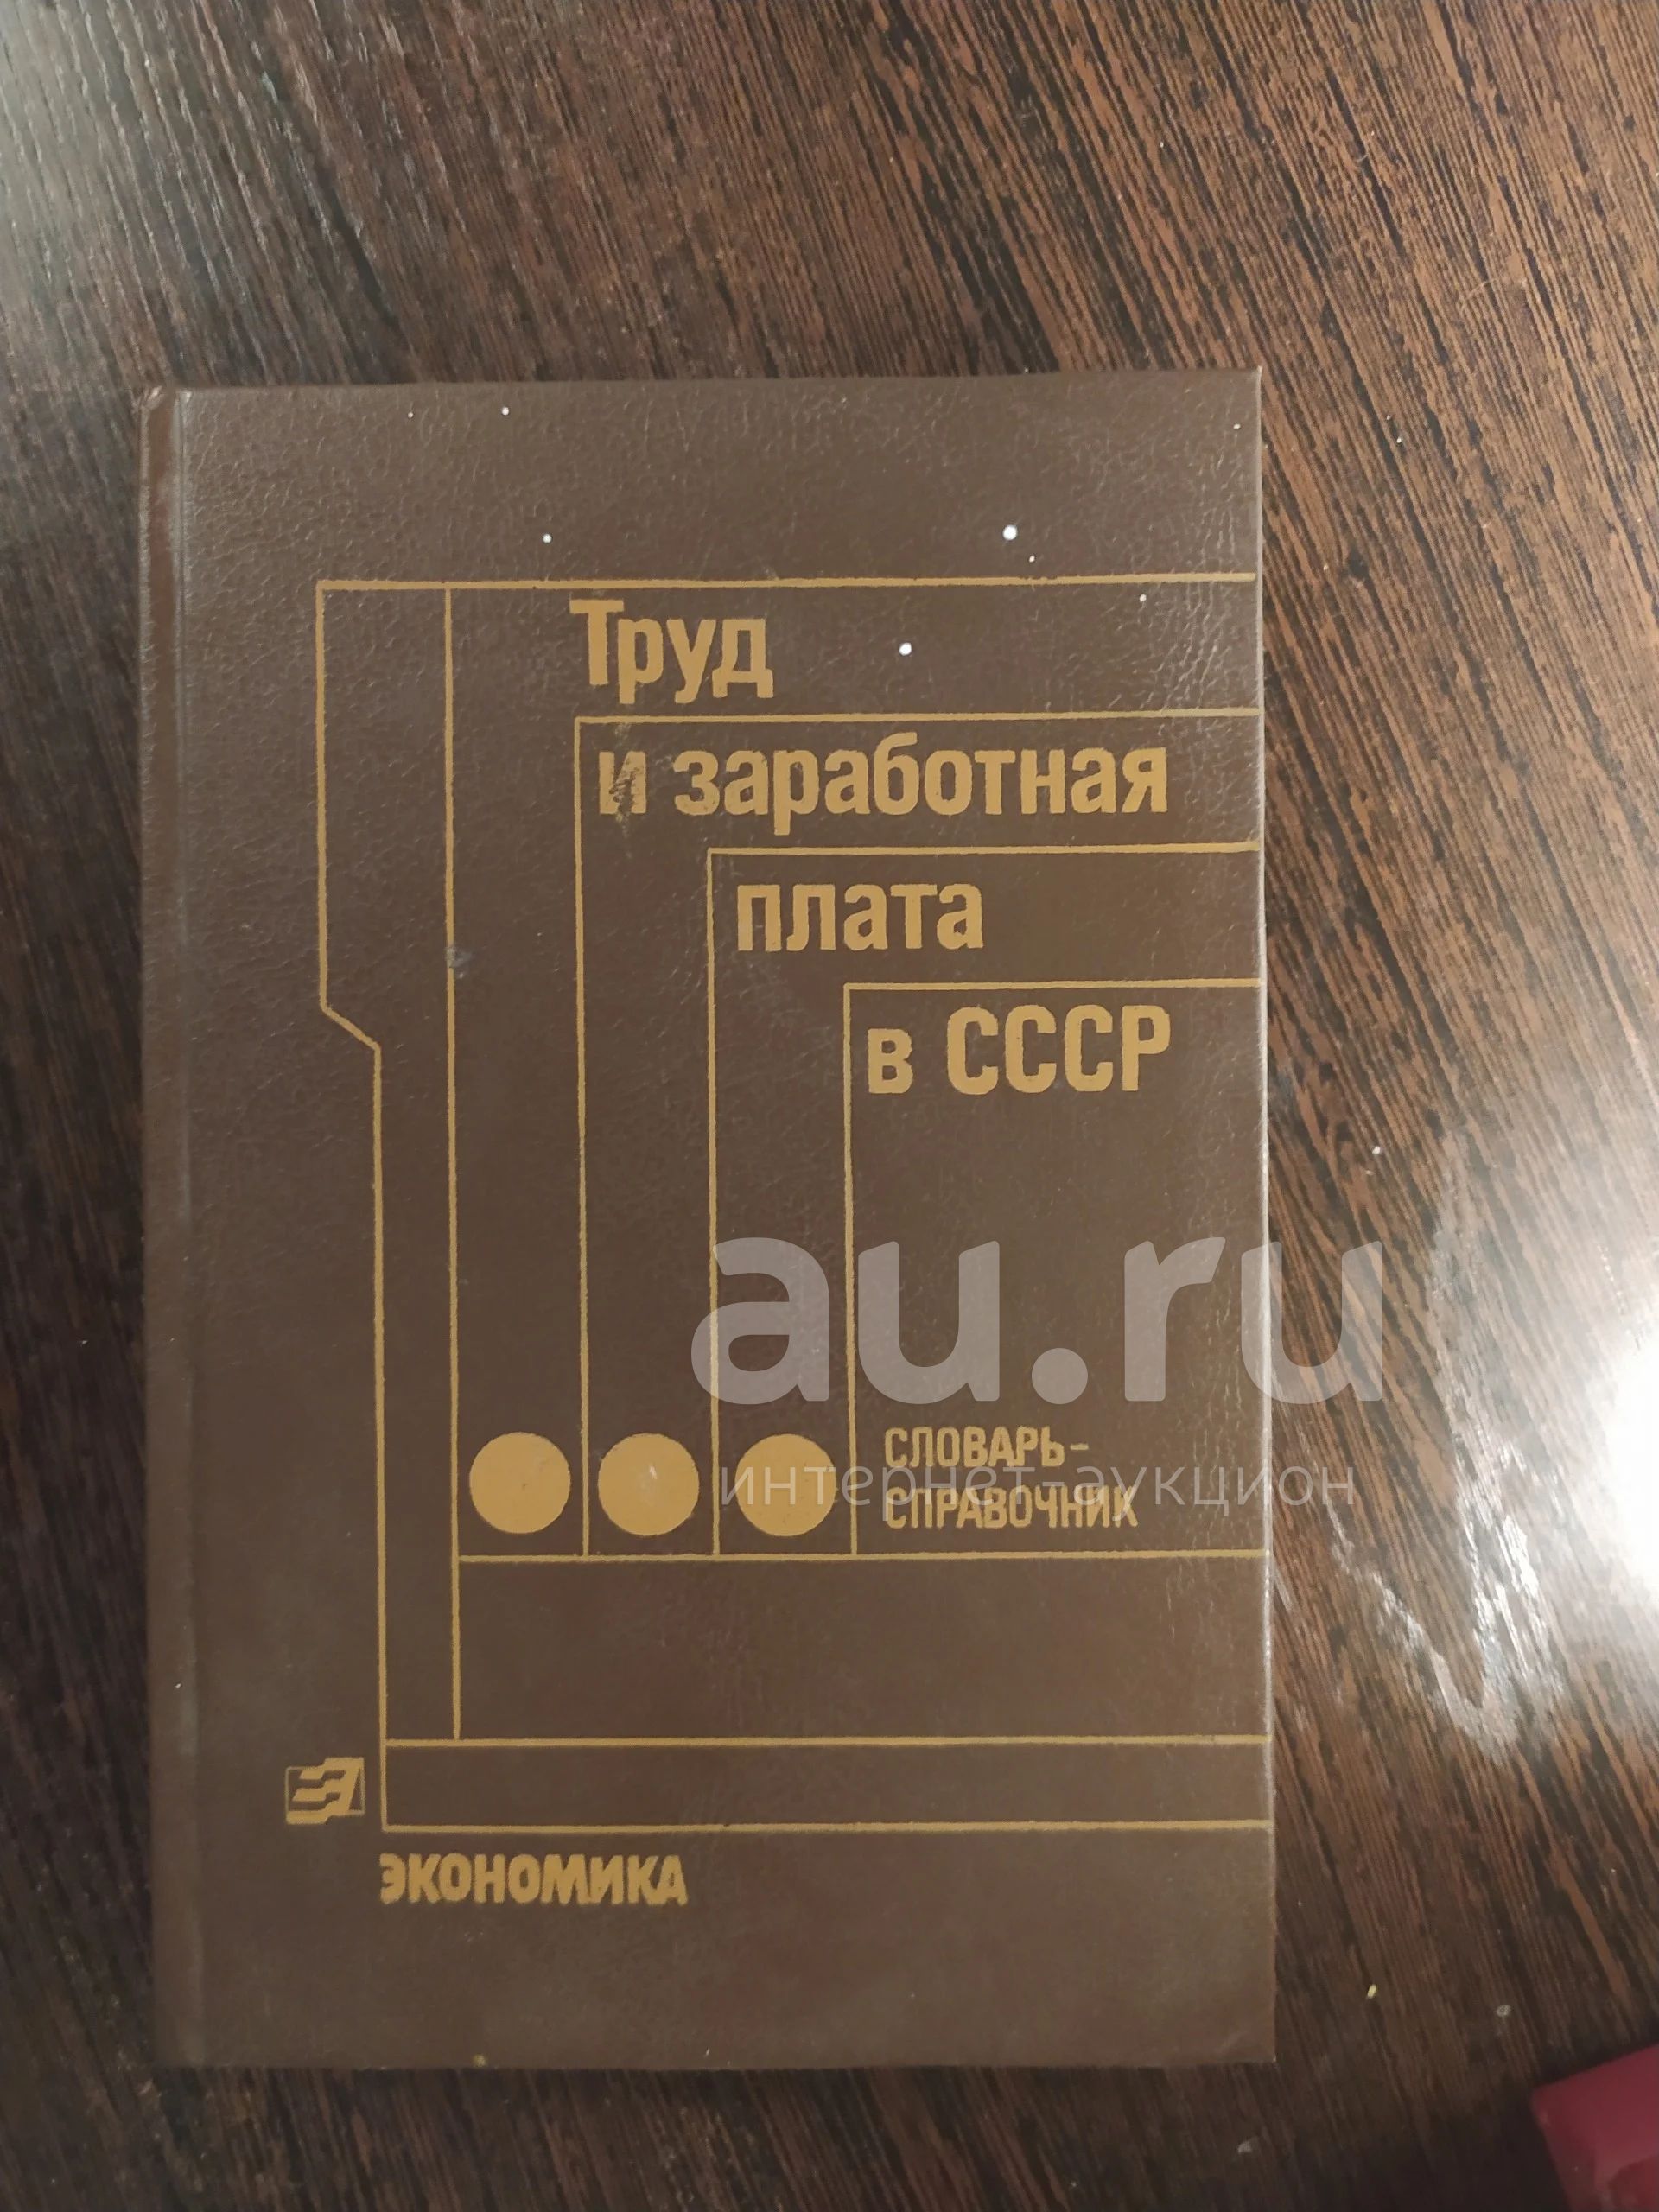 Труд
и заработная
плата
в СССР
au.ru
СЛОВАРЬ-
интернет-аукцион
СПРАВОЧНИК
ЭКОНОМИКА